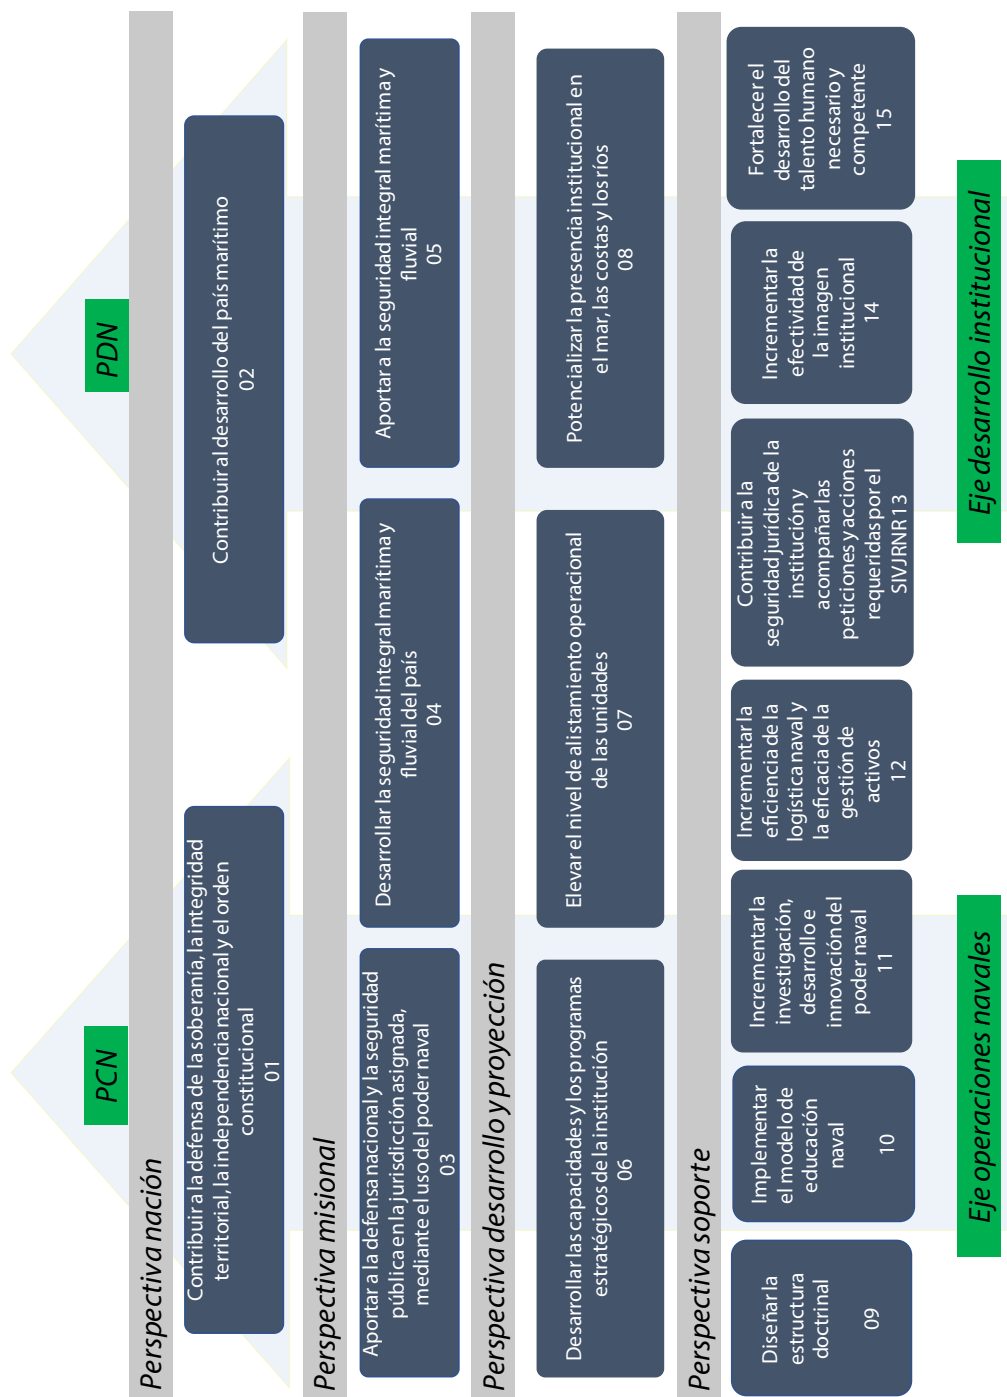 PCN
PDN
Perspectiva nación
Contribuir a la defensa de la soberanía, la integridad
territorial, la independencia nacional y el orden
constitucional
01
Contribuir al desarrollo del país marítimo
02
Perspectiva misional
Aportar a la defensa nacional y la seguridad
pública en la jurisdicción asignada,
mediante el uso del poder naval
03
Desarrollar la seguridad integral marítima y
fluvial del país
04
Aportar a la seguridad integral marítima y
fluvial
05
Perspectiva desarrollo y proyección
Desarrollar las capacidades y los programas
estratégicos de la institución
06
Elevar el nivel de alistamiento operacional
de las unidades
07
Potencializar la presencia institucional en
el mar, las costas y los ríos
08
Perspectiva soporte
Diseñar la
estructura
doctrinal
09
Implementar
el modelo de
educación
naval
10
Incrementar la
investigación,
desarrollo e
innovación del
poder naval
11
Incrementar la
eficiencia de la
logística naval y
la eficacia de la
gestión de
activos
12
Contribuir a la
seguridad jurídica de la
institución y
acompañar las
peticiones y acciones
requeridas por el
SIVJRNR 13
Incrementar la
efectividad de
la imagen
institucional
14
Fortalecer el
desarrollo del
talento humano
necesario y
competente
15
Eje operaciones navales
Eje desarrollo institucional